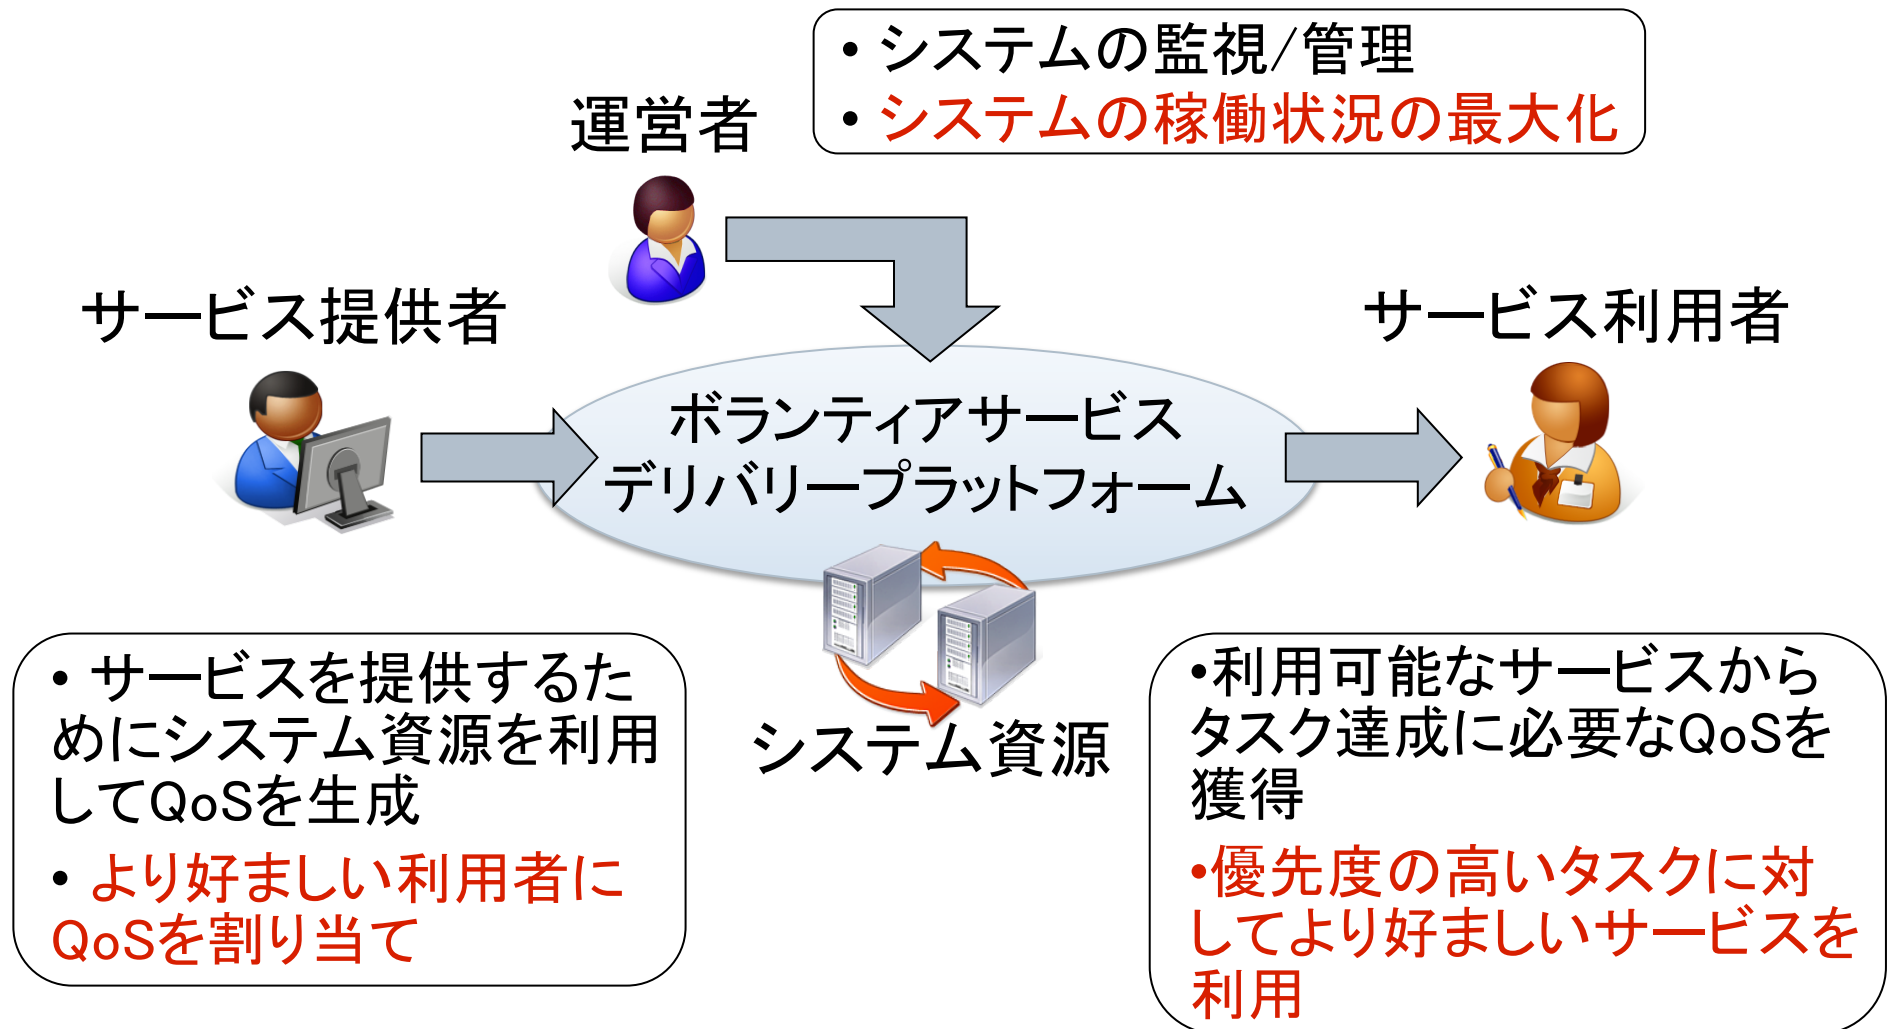 • システムの監視/管理
• システムの稼働状況の最大化
運営者
サービス提供者
サービス利用者
ボランティアサービス
デリバリープラットフォーム
システム資源
• サービスを提供するた
めにシステム資源を利用
してQoSを生成
• より好ましい利用者に
QoSを割り当て
•利用可能なサービスから
タスク達成に必要なQoSを
獲得
•優先度の高いタスクに対
してより好ましいサービスを
利用